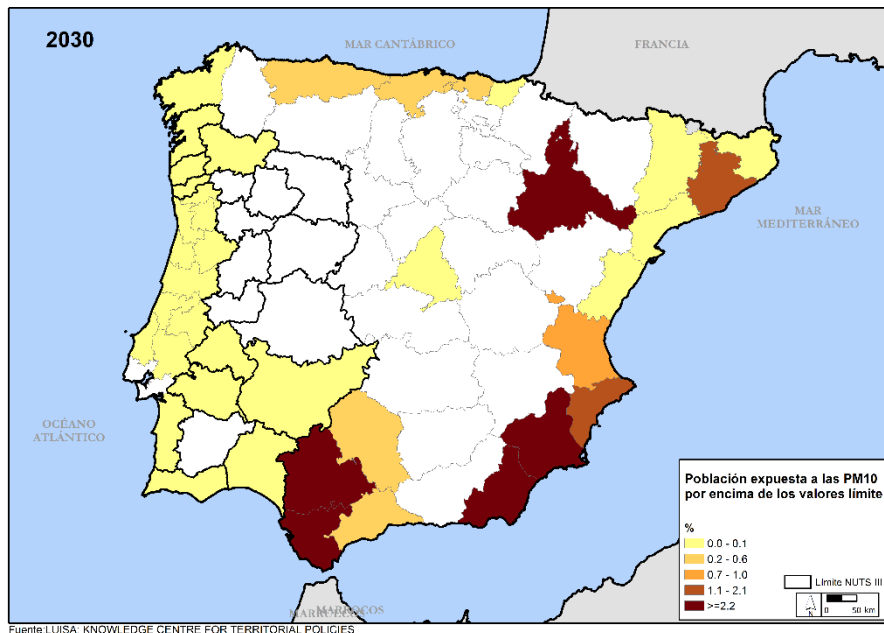 2030
MAR CANTÁBRICO
FRANCIA
MAR
MEDITERRÁNEO
OCÉANO
ATLÁNTICO
MARROCOS
Población expuesta a las PM10
por encima de los valores límite
%
0.0 - 0.1
0.2 - 0.6
0.7 - 1.0
1.1 - 2.1
>=2.2
Límite NUTS III
0 50 km
Fuente:LUISA: KNOWLEDGE CENTRE FOR TERRITORIAL POLICIES